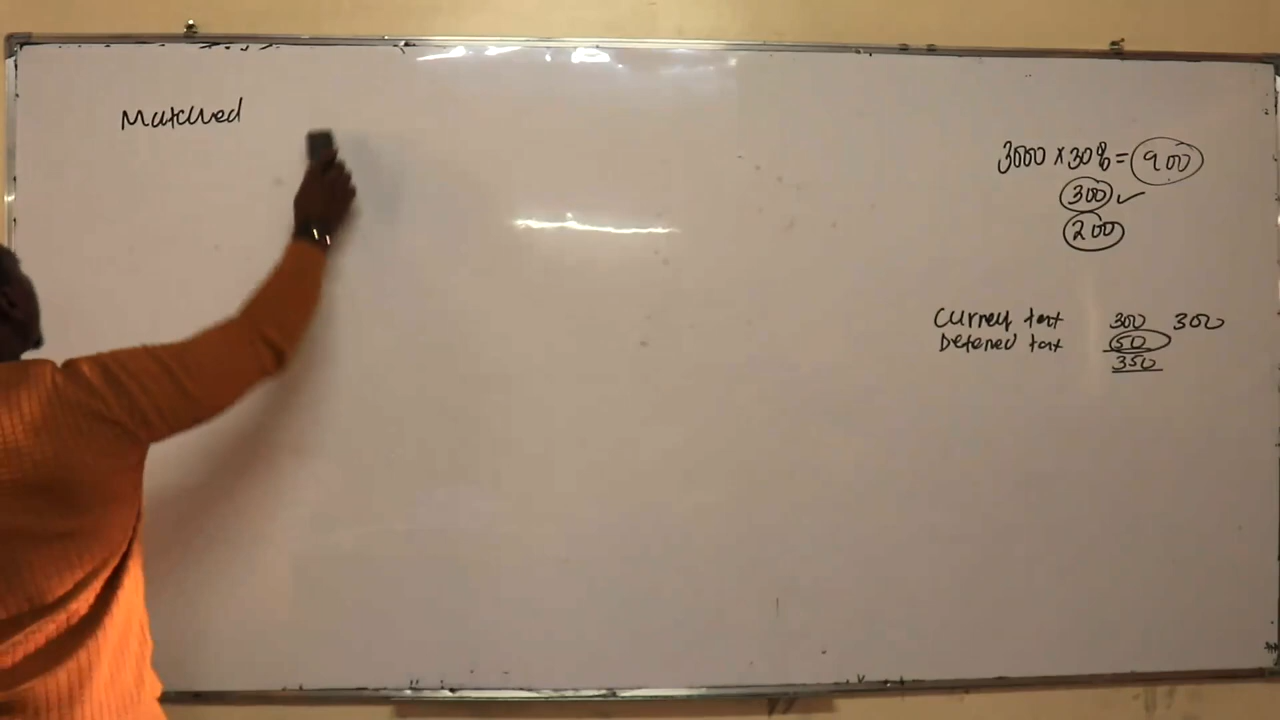 Matched
3000 x 30% = 900
300 ✓
200
Current tax 300 300
Deferred tax 50
350